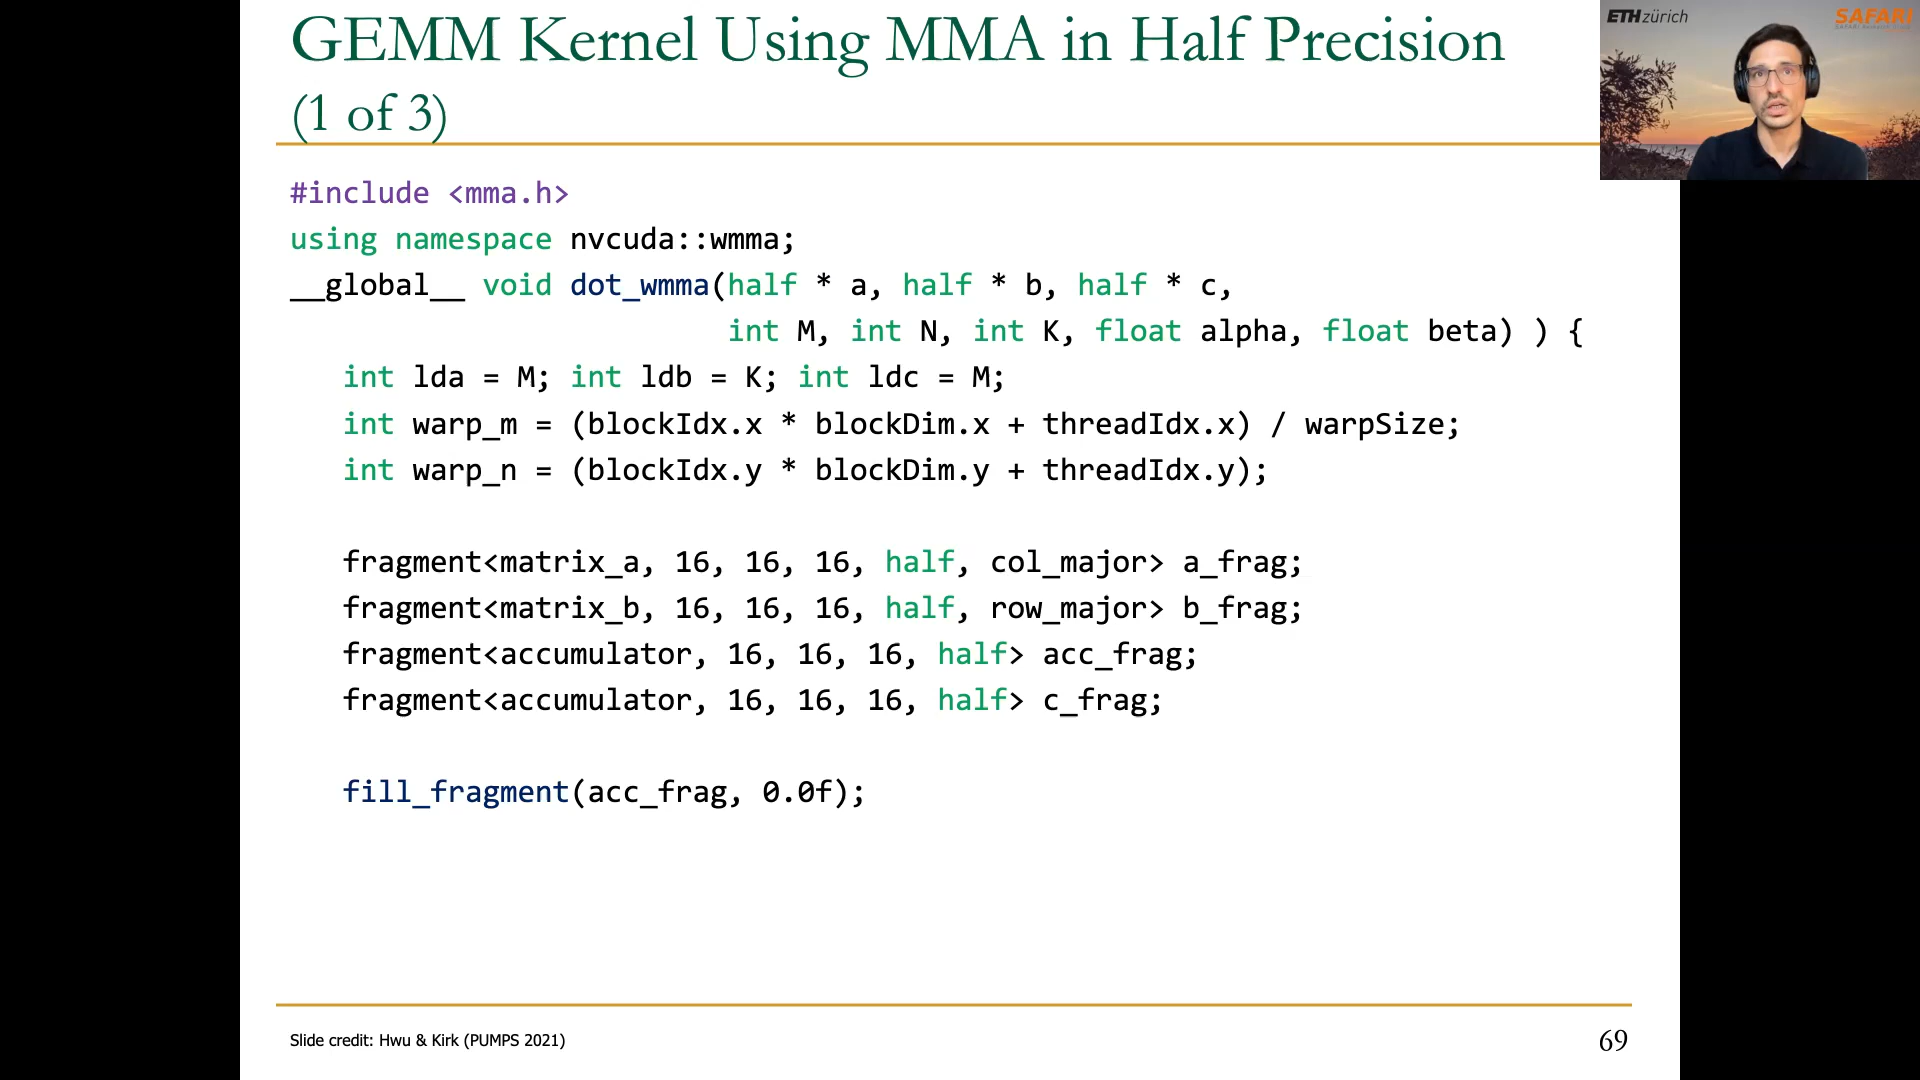 GEMM Kernel Using MMA in Half Precision
(1 of 3)
ETH zürich
SAFARI
#include <mma.h>
using namespace nvcuda::wmma;
__global__ void dot_wmma(half * a, half * b, half * c,
int M, int N, int K, float alpha, float beta) ) {
int lda = M; int ldb = K; int ldc = M;
int warp_m = (blockIdx.x * blockDim.x + threadIdx.x) / warpSize;
int warp_n = (blockIdx.y * blockDim.y + threadIdx.y);
fragment<matrix_a, 16, 16, 16, half, col_major> a_frag;
fragment<matrix_b, 16, 16, 16, half, row_major> b_frag;
fragment<accumulator, 16, 16, 16, half> acc_frag;
fragment<accumulator, 16, 16, 16, half> c_frag;
fill_fragment(acc_frag, 0.0f);
Slide credit: Hwu & Kirk (PUMPS 2021)
69